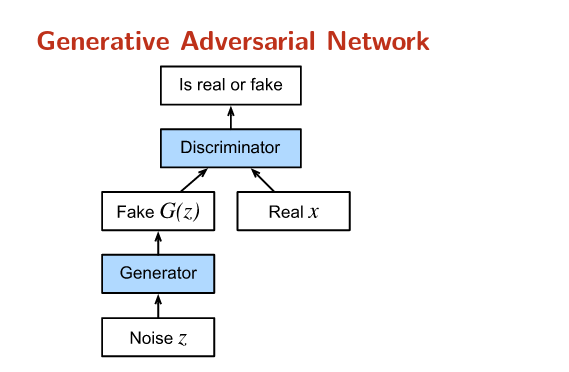 Generative Adversarial Network
Is real or fake
Discriminator
Fake G(z)
Real x
Generator
Noise z